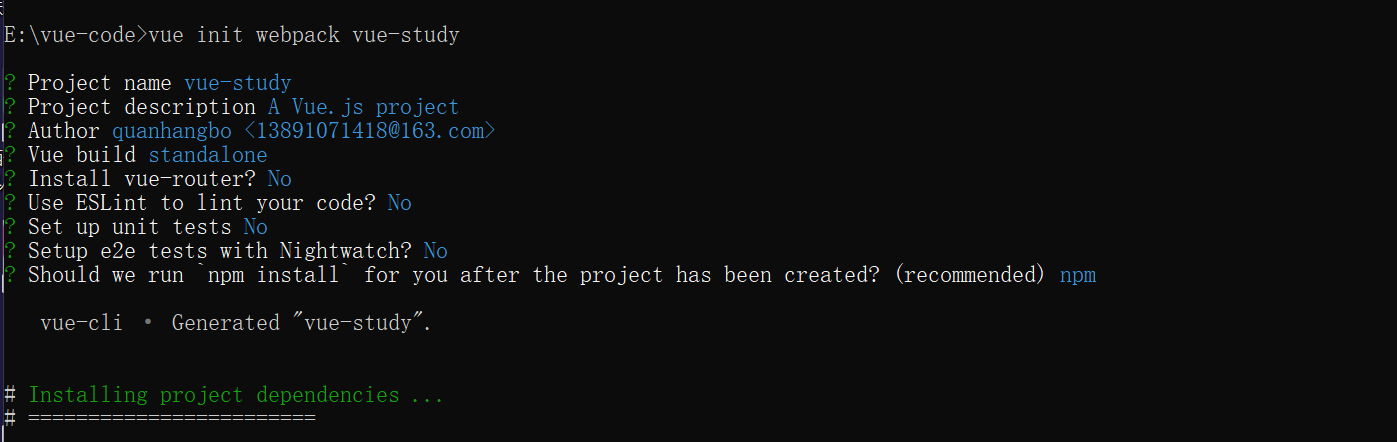 E:\vue-code>vue init webpack vue-study
? Project name vue-study
? Project description A Vue.js project
? Author quanhangbo <13891071418@163.com>
? Vue build standalone
? Install vue-router? No
? Use ESLint to lint your code? No
? Set up unit tests No
? Setup e2e tests with Nightwatch? No
? Should we run `npm install` for you after the project has been created? (recommended) npm
vue-cli · Generated "vue-study".
# Installing project dependencies ...
# ========================